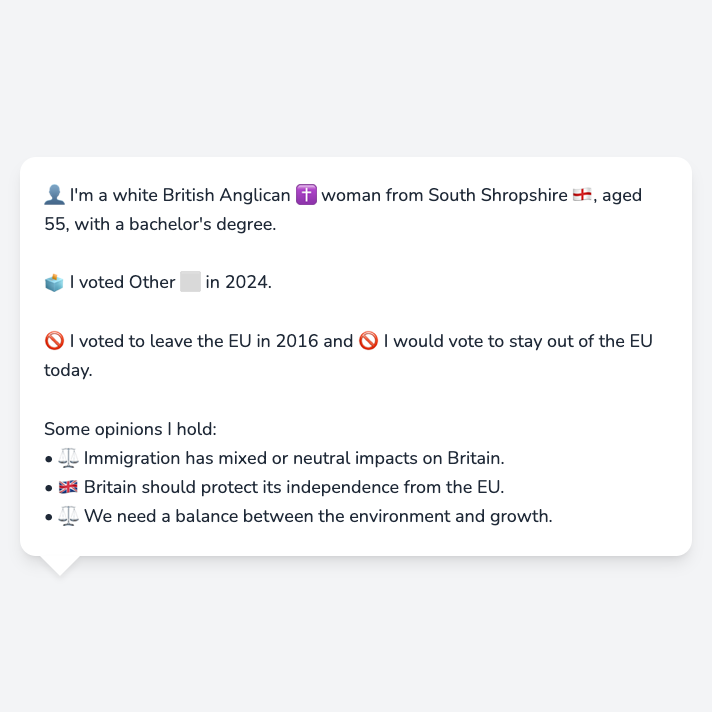 👤 I'm a white British Anglican ✝️ woman from South Shropshire 🏴󠁧󠁢󠁥󠁮󠁧󠁿, aged
55, with a bachelor's degree.
🗳️ I voted Other ⬜ in 2024.
🚫 I voted to leave the EU in 2016 and 🚫 I would vote to stay out of the EU
today.
Some opinions I hold:
• ⚖️ Immigration has mixed or neutral impacts on Britain.
• 🇬🇧 Britain should protect its independence from the EU.
• ⚖️ We need a balance between the environment and growth.